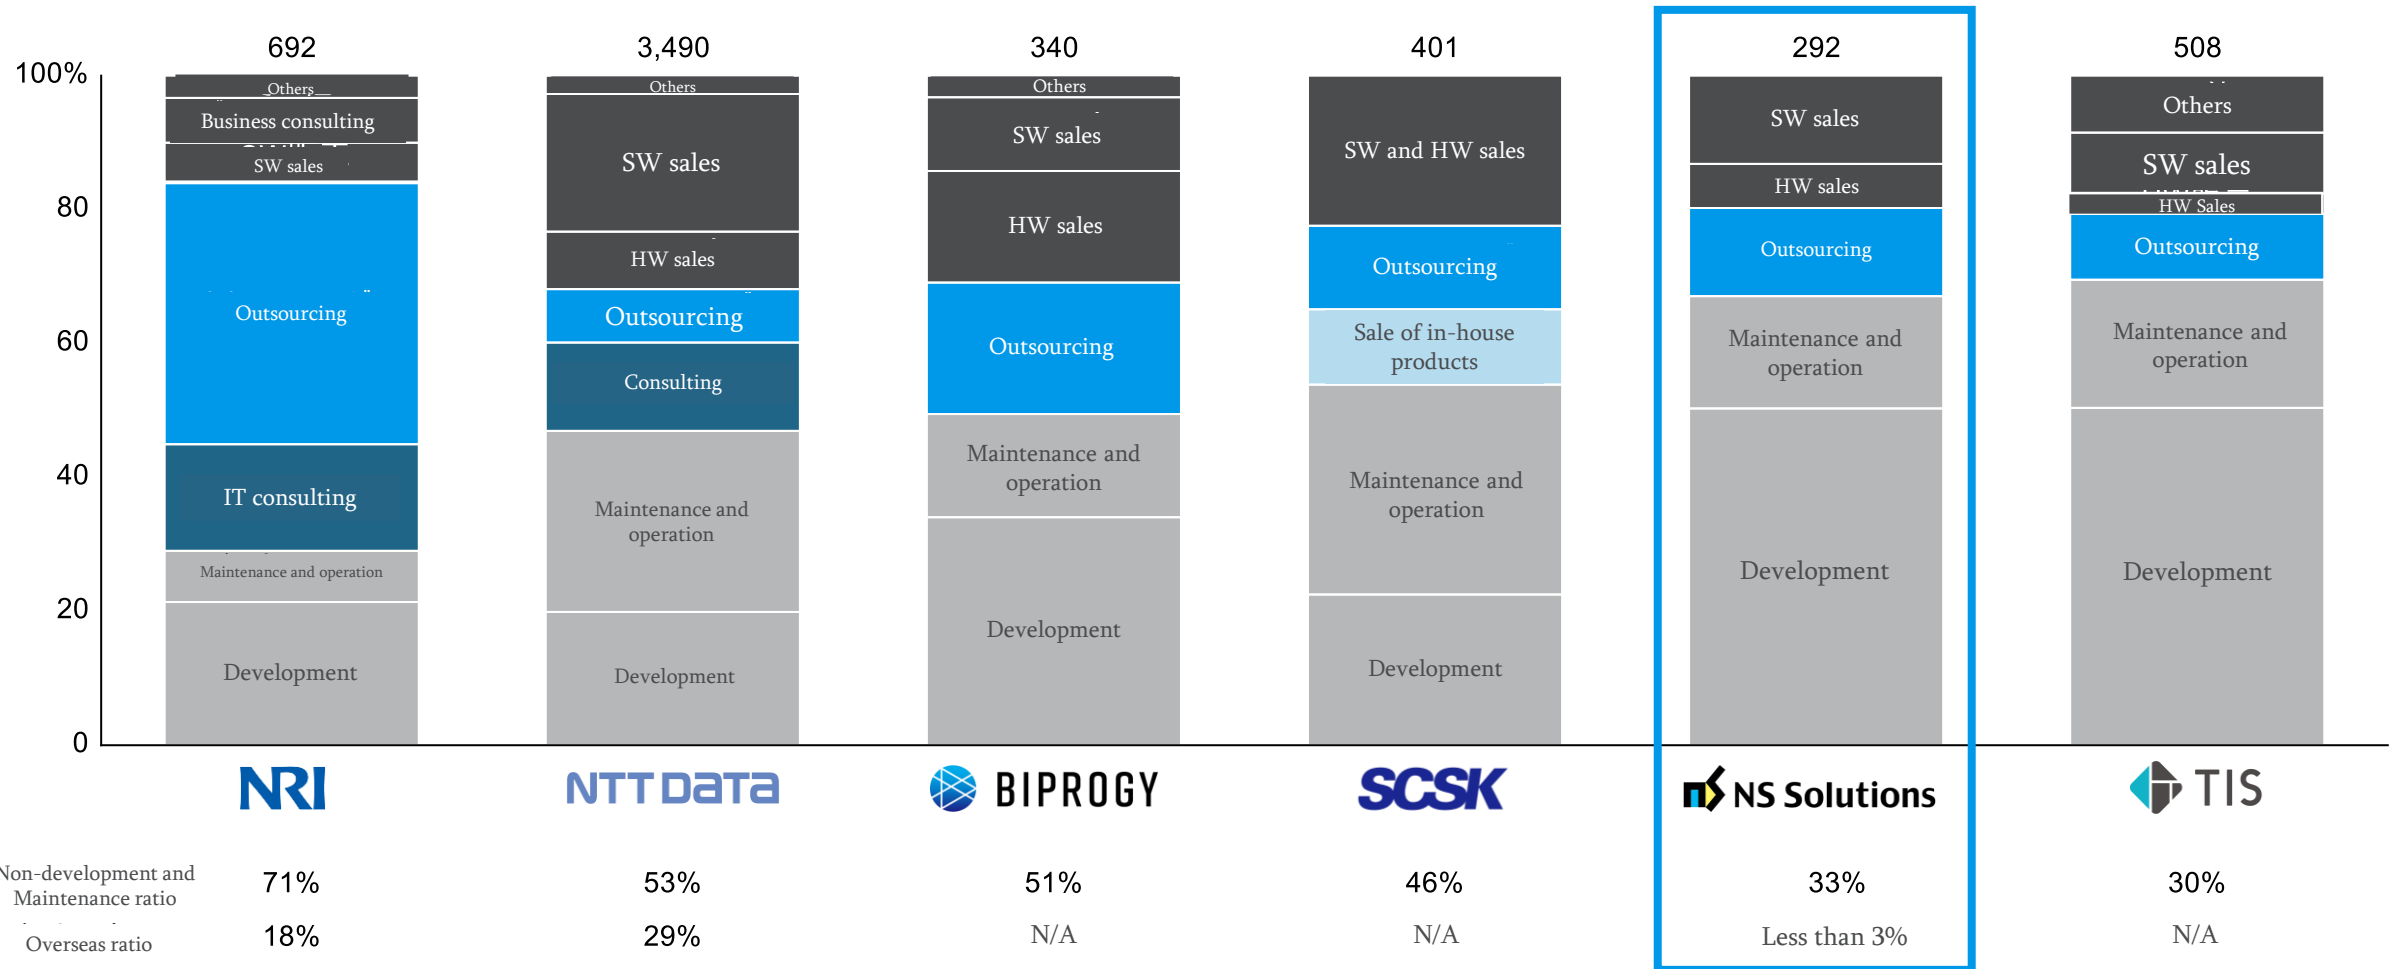 692
3,490
340
401
292
508
100%
80
60
40
20
0
Others
Business consulting
SW sales
Outsourcing
IT consulting
Maintenance and operation
Development
Others
SW sales
HW sales
Outsourcing
Consulting
Maintenance and
operation
Development
Others
SW sales
HW sales
Outsourcing
Maintenance and
operation
Development
SW and HW sales
Outsourcing
Sale of in-house
products
Maintenance and
operation
Development
SW sales
HW sales
Outsourcing
Maintenance and
operation
Development
Others
SW sales
HW Sales
Outsourcing
Maintenance and
operation
Development
NRI
NTT DATA
BIPROGY
SCSK
NS Solutions
TIS
Non-development and
Maintenance ratio
71%
53%
51%
46%
33%
30%
Overseas ratio
18%
29%
N/A
N/A
Less than 3%
N/A